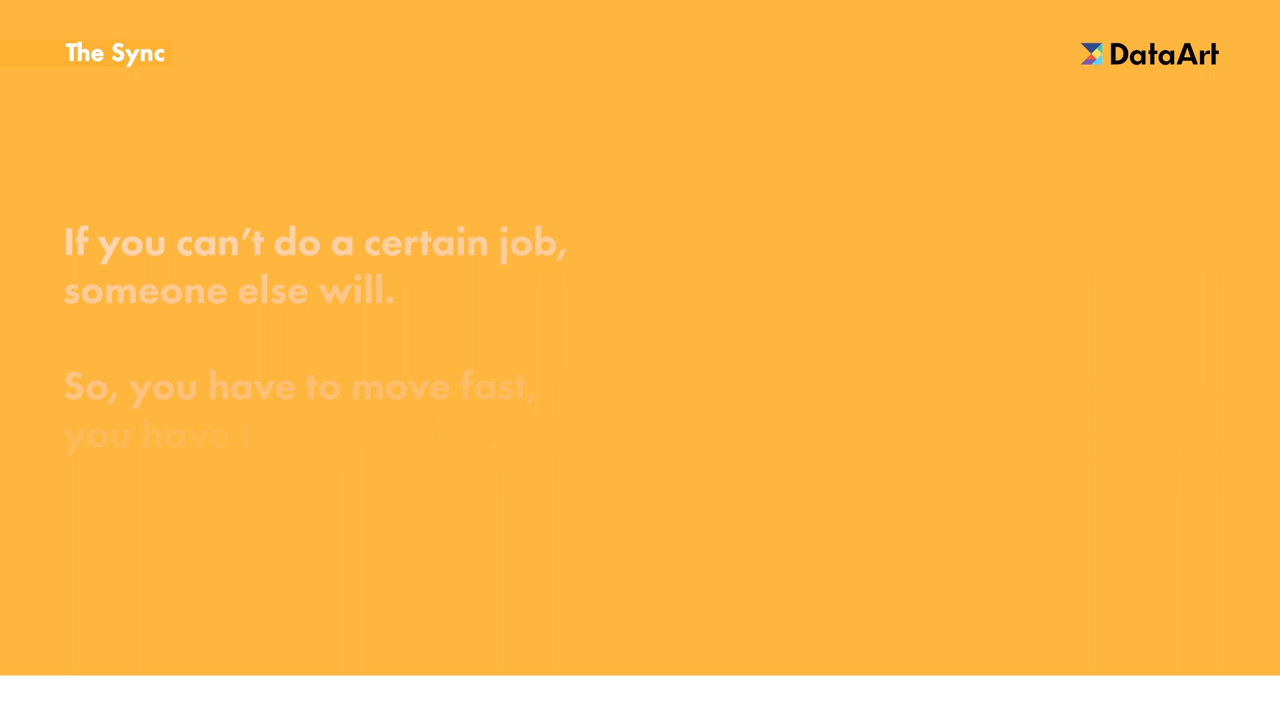 The Sync
DataArt
If you can't do a certain job,
someone else will.
So, you have to move fast,
you have t